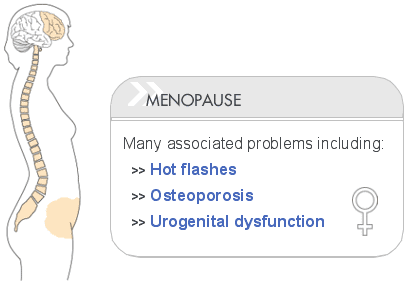 MENOPAUSE
Many associated problems including:
>> Hot flashes
>> Osteoporosis
>> Urogenital dysfunction